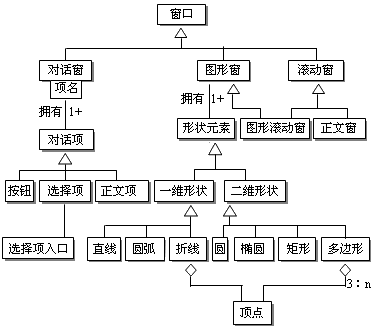 窗口
对话窗
图形窗
滚动窗
项名
拥有 1+
拥有 1+
对话项
形状元素
图形滚动窗
正文窗
按钮
选择项
正文项
一维形状
二维形状
选择项入口
直线
圆弧
折线
圆
椭圆
矩形
多边形
3：n
顶点